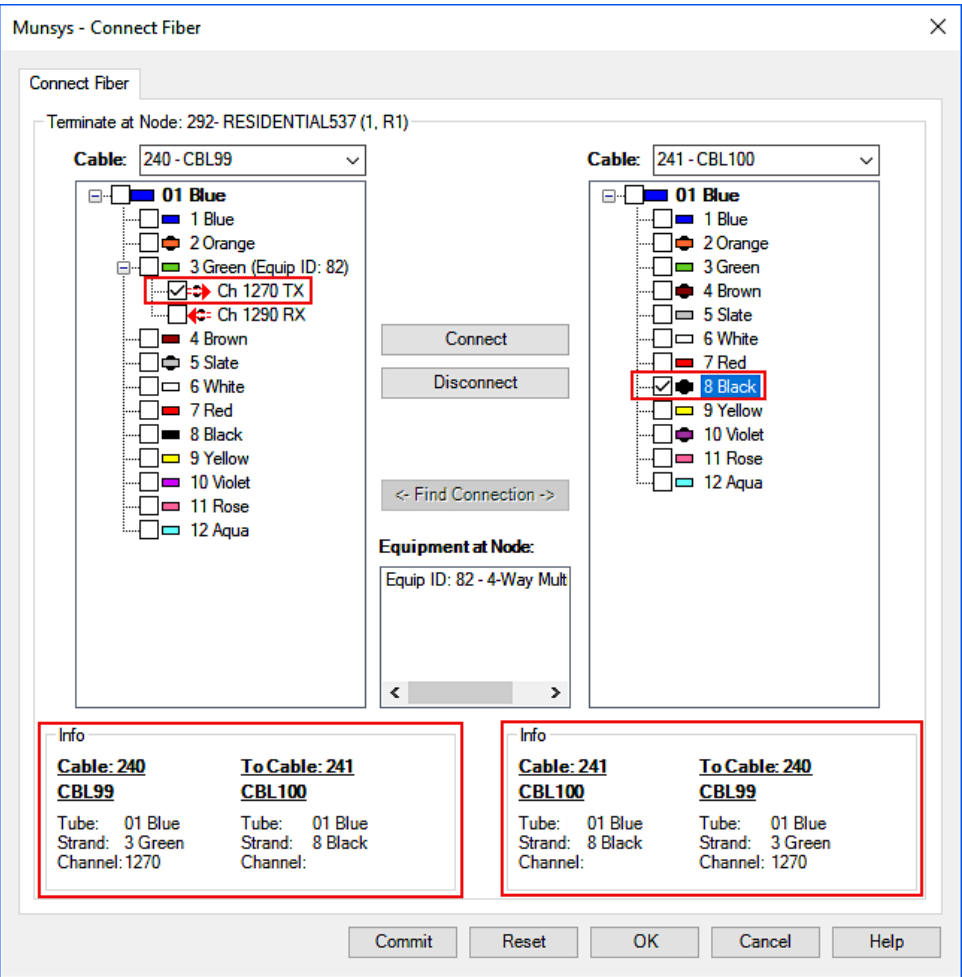 Munsys - Connect Fiber
Connect Fiber
Terminate at Node: 292- RESIDENTIAL537 (1, R1)
Cable: 240 - CBL99
01 Blue
1 Blue
2 Orange
3 Green (Equip ID: 82)
Ch 1270 TX
Ch 1290 RX
4 Brown
5 Slate
6 White
7 Red
8 Black
9 Yellow
10 Violet
11 Rose
12 Aqua
Connect
Disconnect
<- Find Connection ->
Equipment at Node:
Equip ID: 82 - 4-Way Mult
Cable: 241 - CBL100
01 Blue
1 Blue
2 Orange
3 Green
4 Brown
5 Slate
6 White
7 Red
8 Black
9 Yellow
10 Violet
11 Rose
12 Aqua
Info
Cable: 240 To Cable: 241
CBL99 CBL100
Tube: 01 Blue Tube: 01 Blue
Strand: 3 Green Strand: 8 Black
Channel: 1270 Channel:
Info
Cable: 241 To Cable: 240
CBL100 CBL99
Tube: 01 Blue Tube: 01 Blue
Strand: 8 Black Strand: 3 Green
Channel: Channel: 1270
Commit Reset OK Cancel Help